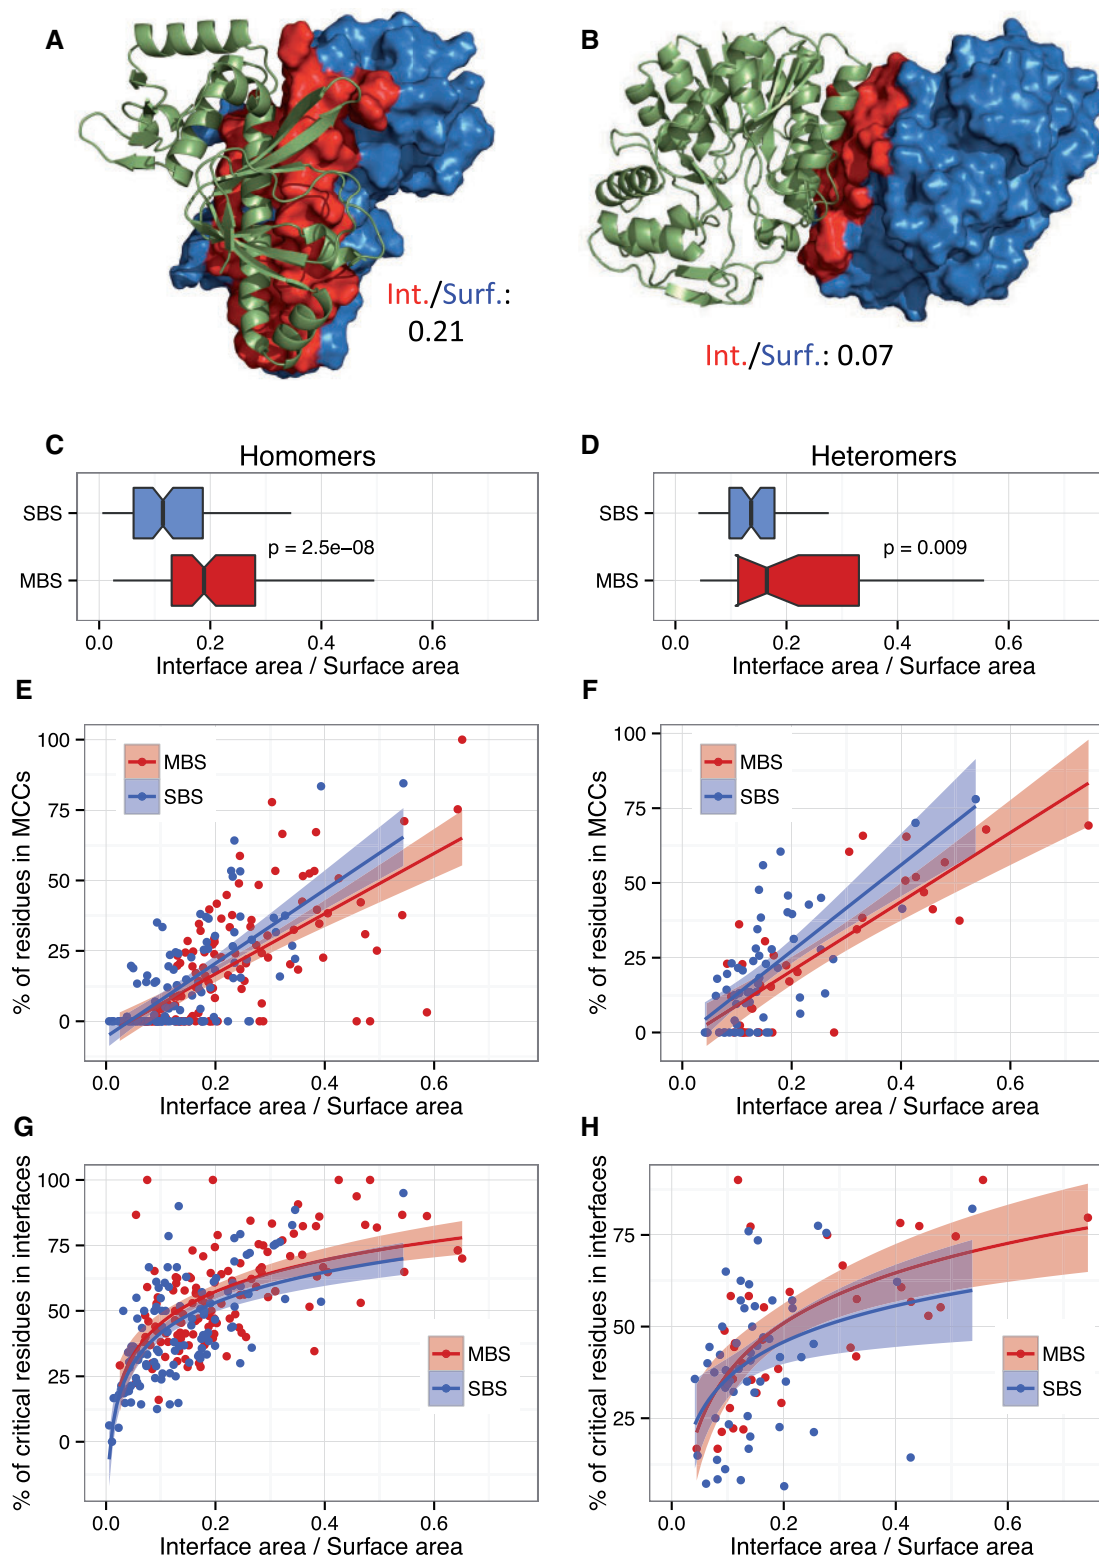 A
B
Int./Surf.:
0.21
Int./Surf.: 0.07
C
Homomers
SBS
MBS
p = 2.5e−08
0.0 0.2 0.4 0.6
Interface area / Surface area
D
Heteromers
SBS
MBS
p = 0.009
0.0 0.2 0.4 0.6
Interface area / Surface area
E
% of residues in MCCs
100
75
50
25
0
MBS
SBS
0.0 0.2 0.4 0.6
Interface area / Surface area
F
% of residues in MCCs
100
75
50
25
0
MBS
SBS
0.0 0.2 0.4 0.6
Interface area / Surface area
G
% of critical residues in interfaces
100
75
50
25
0
MBS
SBS
0.0 0.2 0.4 0.6
Interface area / Surface area
H
% of critical residues in interfaces
75
50
25
MBS
SBS
0.0 0.2 0.4 0.6
Interface area / Surface area